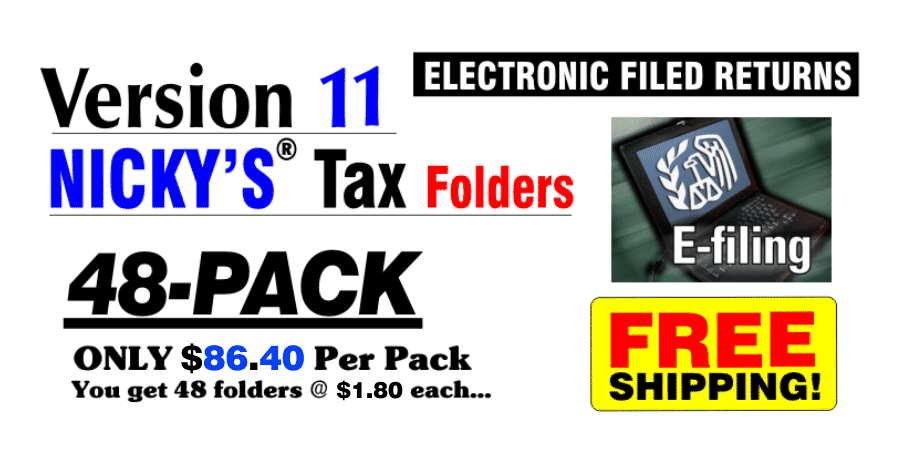 Version 11
ELECTRONIC FILED RETURNS
NICKY'S® Tax Folders
E-filing
48-PACK
ONLY $86.40 Per Pack
You get 48 folders @ $1.80 each...
FREE
SHIPPING!